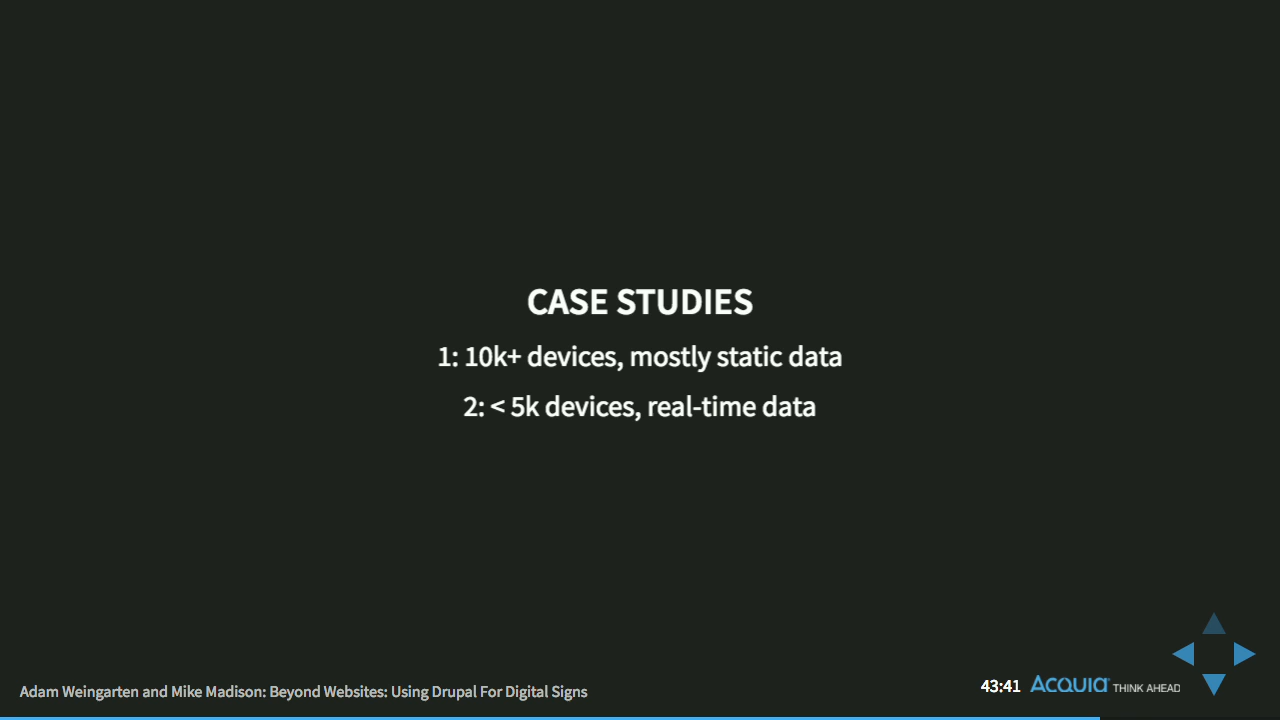 CASE STUDIES
1: 10k+ devices, mostly static data
2: < 5k devices, real-time data
Adam Weingarten and Mike Madison: Beyond Websites: Using Drupal For Digital Signs
43:41 ACQUIA THINK AHEAD